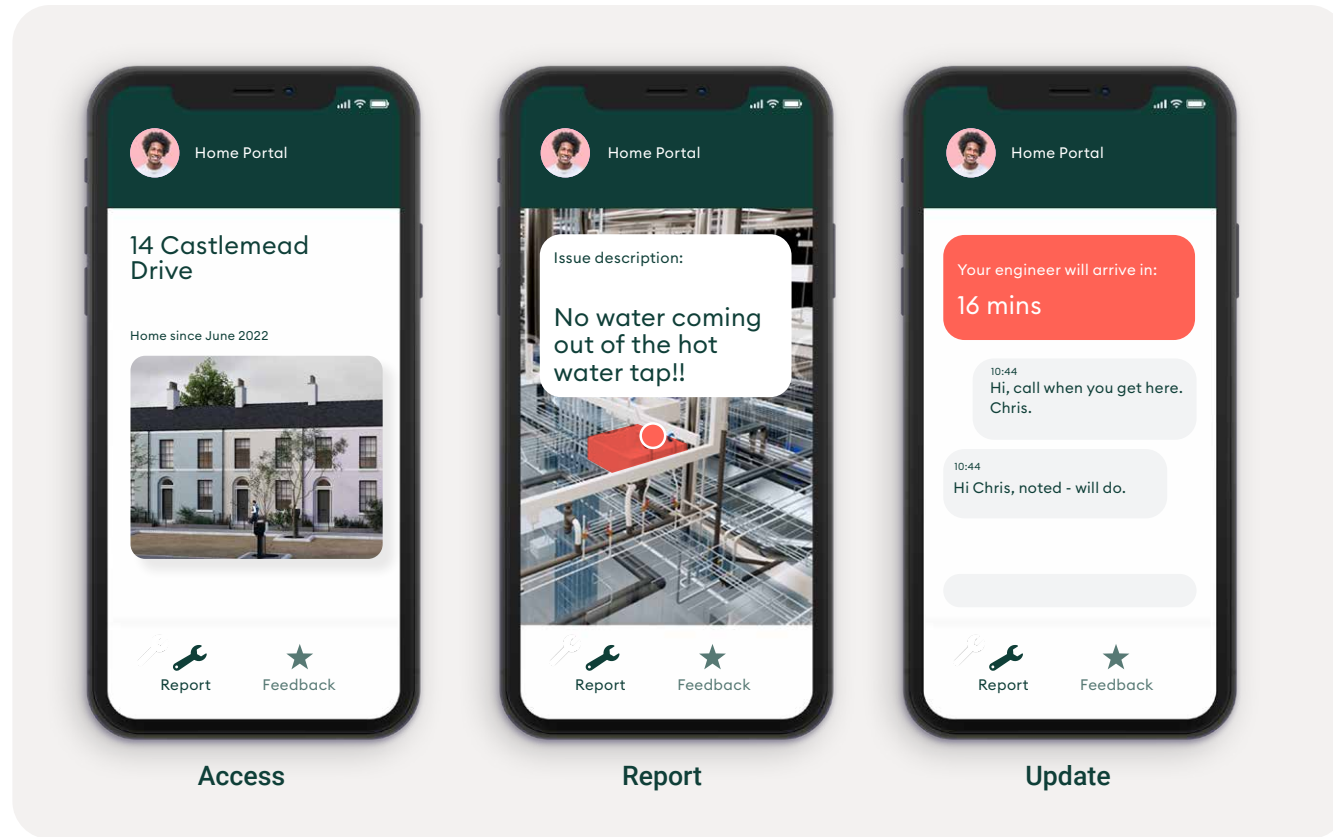 Home Portal
14 Castlemead
Drive
Home since June 2022
Report
Feedback
Access
Home Portal
Issue description:
No water coming
out of the hot
water tap!!
Report
Feedback
Report
Home Portal
Your engineer will arrive in:
16 mins
10:44
Hi, call when you get here.
Chris.
10:44
Hi Chris, noted - will do.
Report
Feedback
Update